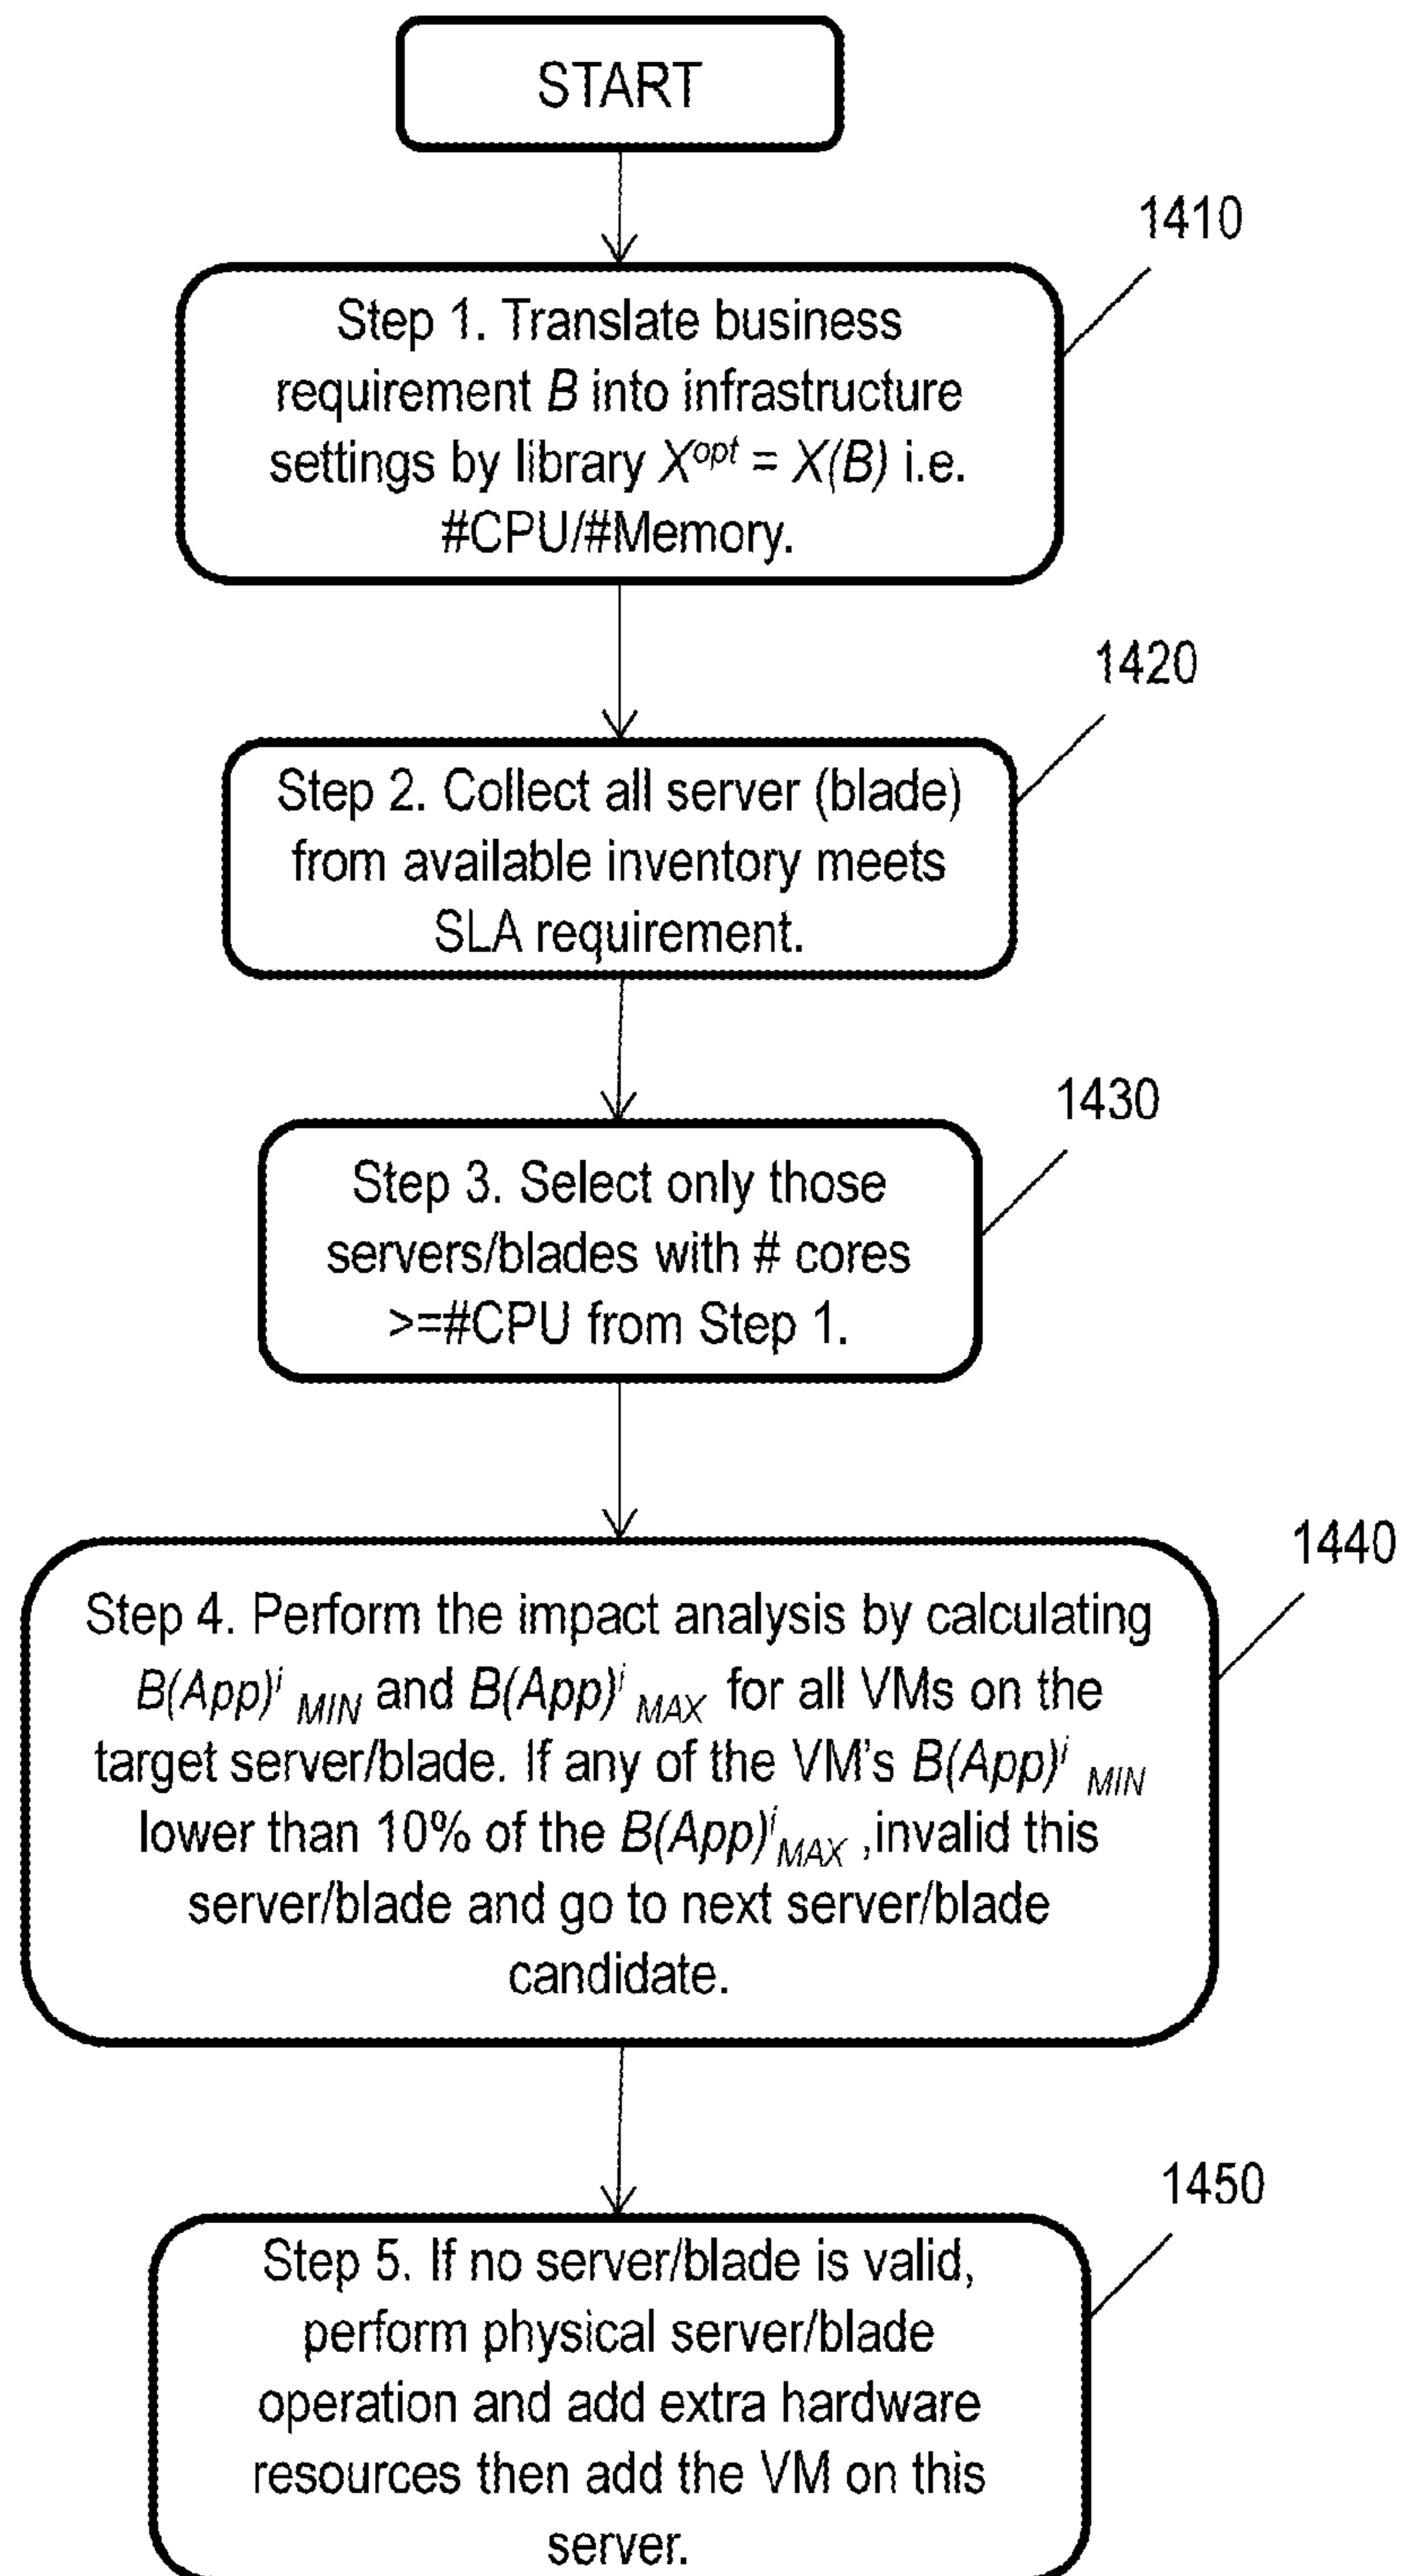 START
1410
Step 1. Translate business
requirement B into infrastructure
settings by library X^opt = X(B) i.e.
#CPU/#Memory.
1420
Step 2. Collect all server (blade)
from available inventory meets
SLA requirement.
1430
Step 3. Select only those
servers/blades with # cores
>=#CPU from Step 1.
1440
Step 4. Perform the impact analysis by calculating
B(App)^i MIN and B(App)^i MAX for all VMs on the
target server/blade. If any of the VM's B(App)^i MIN
lower than 10% of the B(App)^i MAX ,invalid this
server/blade and go to next server/blade
candidate.
1450
Step 5. If no server/blade is valid,
perform physical server/blade
operation and add extra hardware
resources then add the VM on this
server.